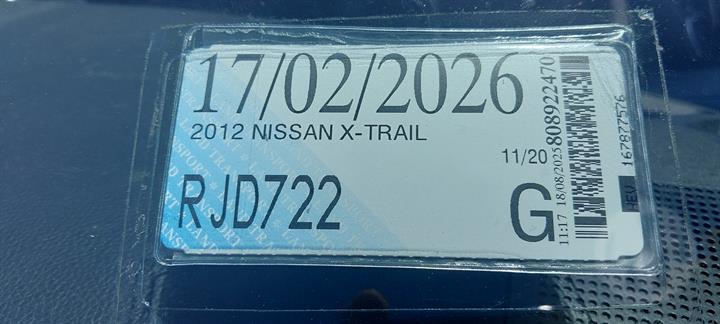 17/02/2026
2012 NISSAN X-TRAIL
11/20
RJD722
G
11:17 18/08/2025 808922470
167877576